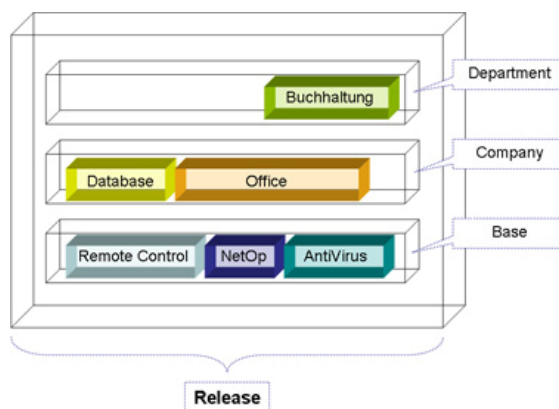 Department
Buchhaltung
Company
Database
Office
Base
Remote Control
NetOp
AntiVirus
Release